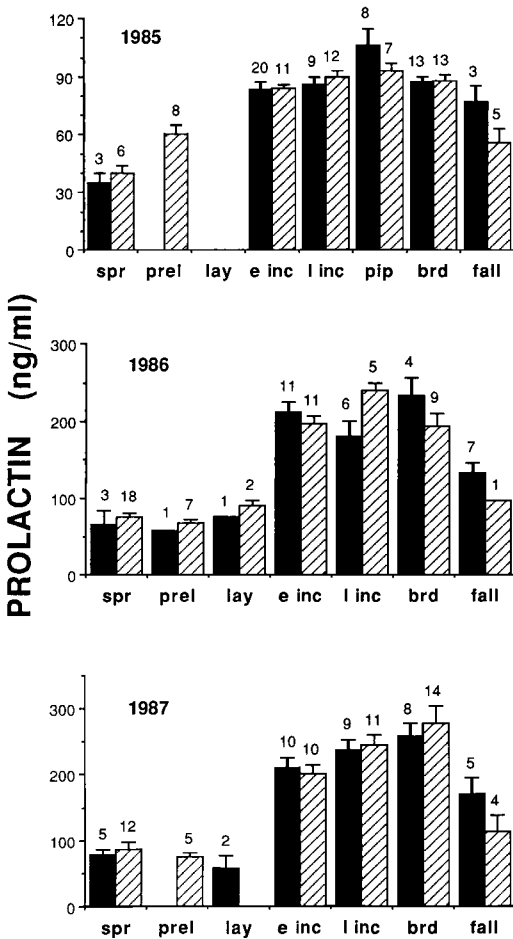 PROLACTIN (ng/ml)
1985
120
90
60
30
0
3 6 8 20 11 9 12 8 7 13 13 3 5
spr prel lay e inc l inc pip brd fall
1986
300
200
100
0
3 18 1 7 1 2 11 11 6 5 4 9 7 1
spr prel lay e inc l inc brd fall
1987
300
200
100
0
5 12 5 2 10 10 9 11 8 14 5 4
spr prel lay e inc l inc brd fall